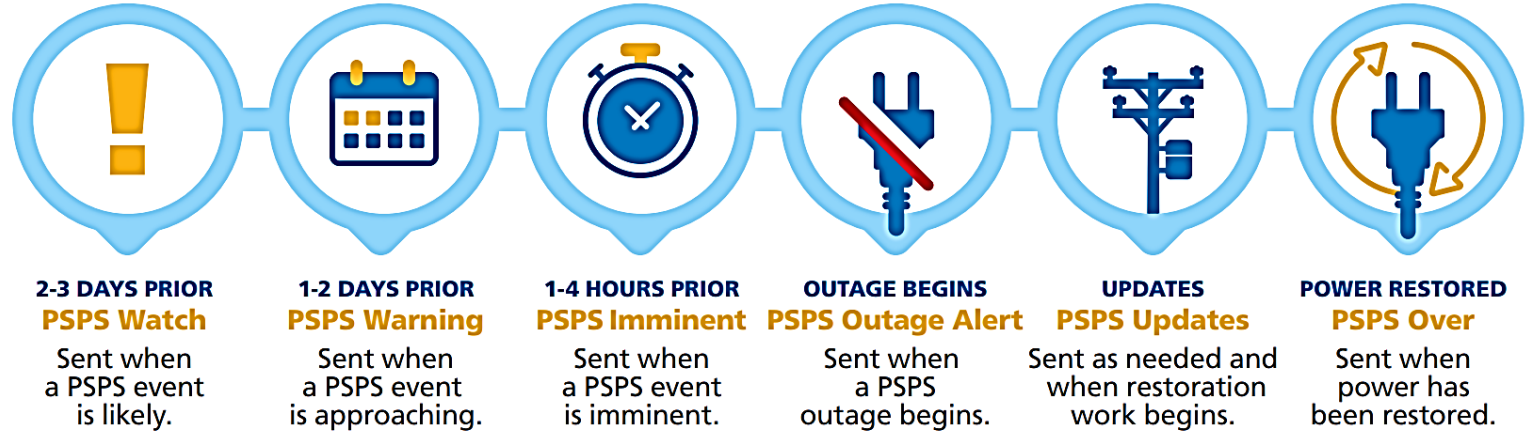 2-3 DAYS PRIOR
PSPS Watch
Sent when
a PSPS event
is likely.
1-2 DAYS PRIOR
PSPS Warning
Sent when
a PSPS event
is approaching.
1-4 HOURS PRIOR
PSPS Imminent
Sent when
a PSPS event
is imminent.
OUTAGE BEGINS
PSPS Outage Alert
Sent when
a PSPS
outage begins.
UPDATES
PSPS Updates
Sent as needed and
when restoration
work begins.
POWER RESTORED
PSPS Over
Sent when
power has
been restored.